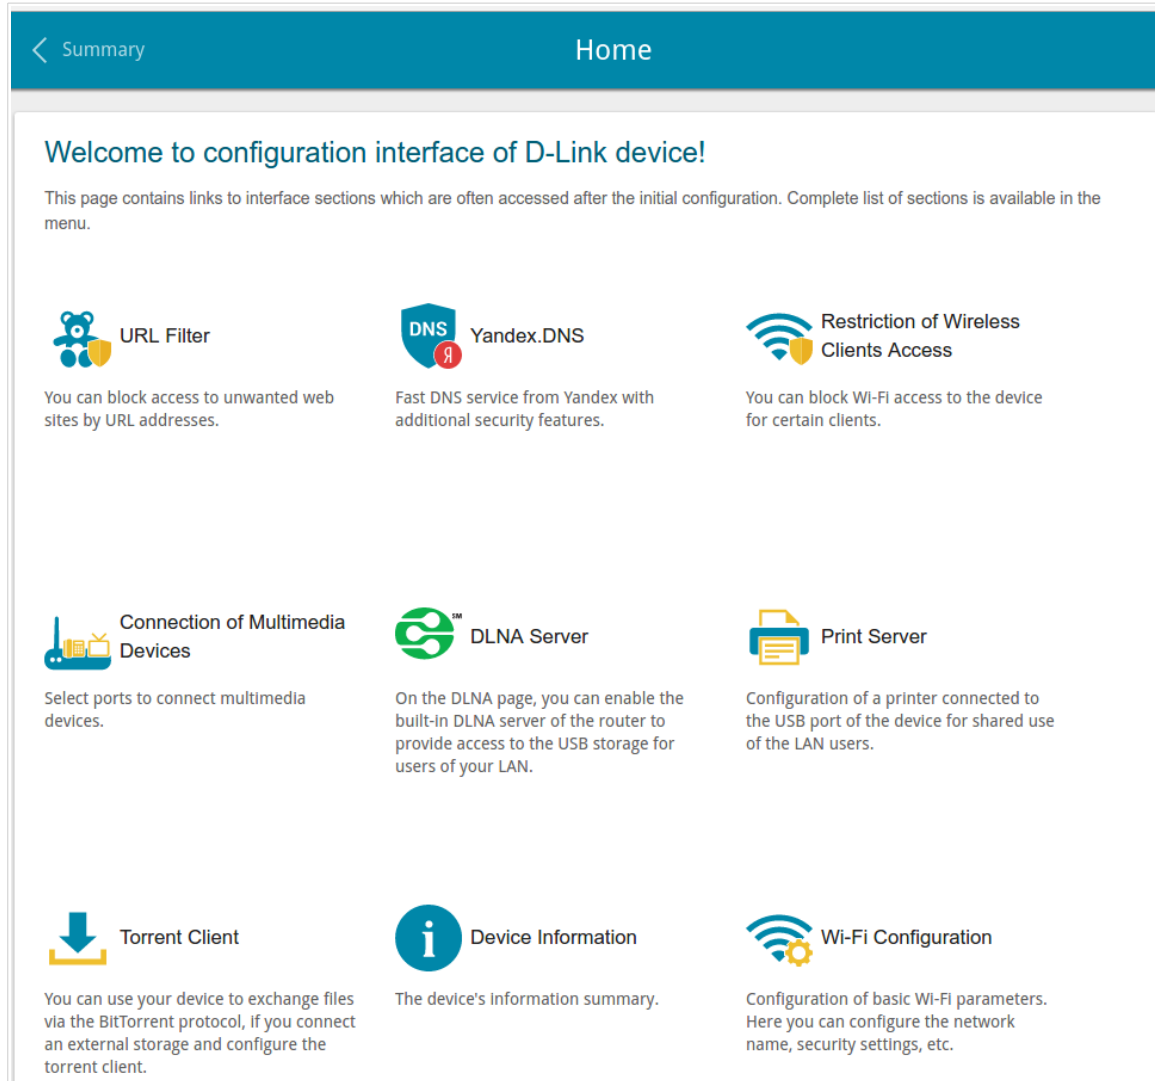 Summary
Home
Welcome to configuration interface of D-Link device!
This page contains links to interface sections which are often accessed after the initial configuration. Complete list of sections is available in the
menu.
URL Filter
You can block access to unwanted web
sites by URL addresses.
DNS
Я
Yandex.DNS
Fast DNS service from Yandex with
additional security features.
Restriction of Wireless
Clients Access
You can block Wi-Fi access to the device
for certain clients.
Connection of Multimedia
Devices
Select ports to connect multimedia
devices.
SM
DLNA Server
On the DLNA page, you can enable the
built-in DLNA server of the router to
provide access to the USB storage for
users of your LAN.
Print Server
Configuration of a printer connected to
the USB port of the device for shared use
of the LAN users.
Torrent Client
You can use your device to exchange files
via the BitTorrent protocol, if you connect
an external storage and configure the
torrent client.
i
Device Information
The device's information summary.
Wi-Fi Configuration
Configuration of basic Wi-Fi parameters.
Here you can configure the network
name, security settings, etc.